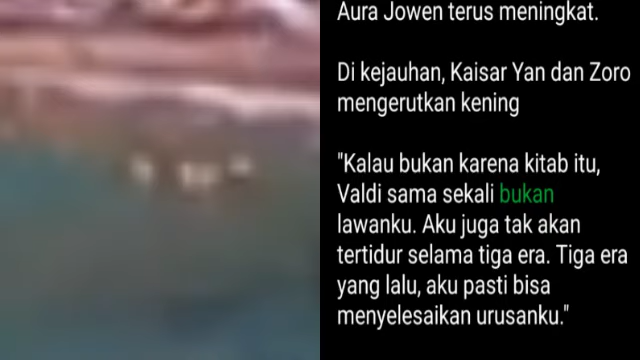 Aura Jowen terus meningkat.
Di kejauhan, Kaisar Yan dan Zoro
mengerutkan kening
"Kalau bukan karena kitab itu,
Valdi sama sekali bukan
lawanku. Aku juga tak akan
tertidur selama tiga era. Tiga era
yang lalu, aku pasti bisa
menyelesaikan urusanku."